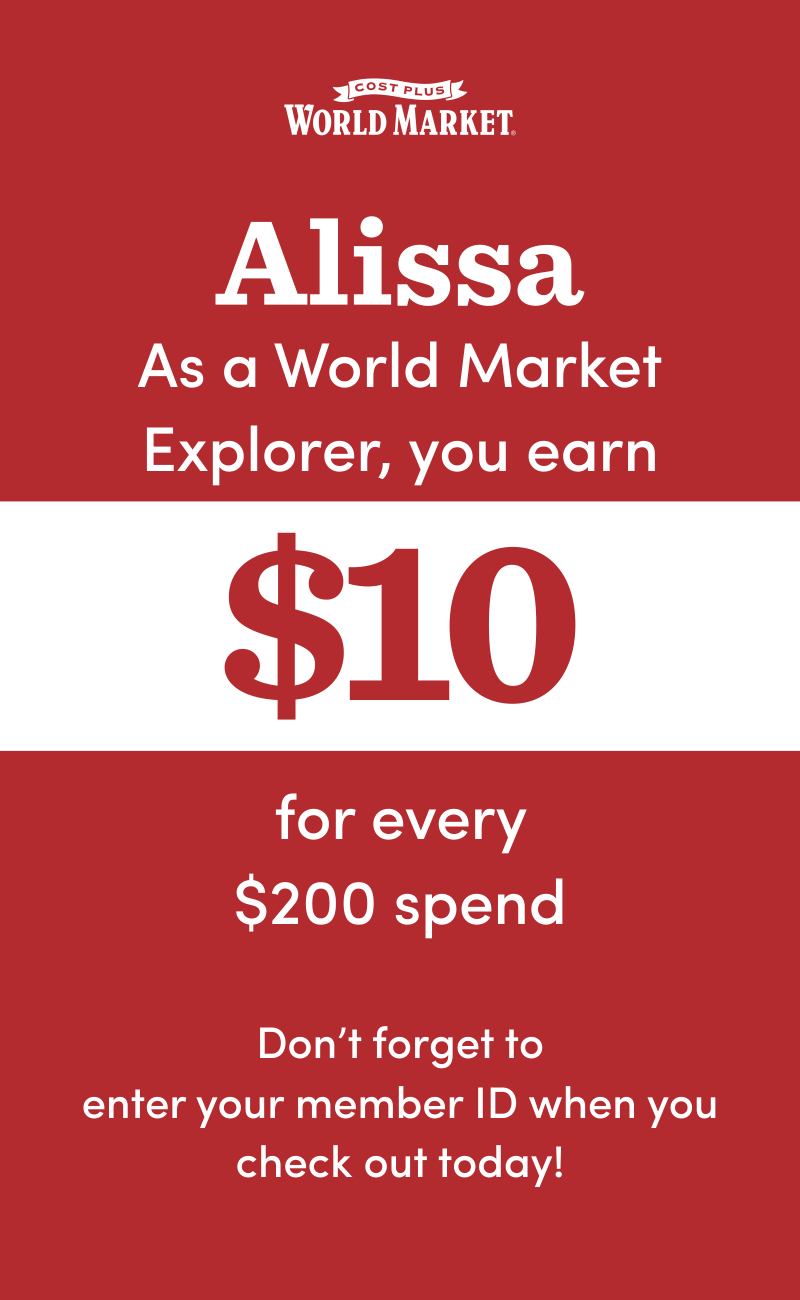 COST PLUS
WORLD MARKET®
Alissa
As a World Market
Explorer, you earn
$10
for every
$200 spend
Don’t forget to
enter your member ID when you
check out today!